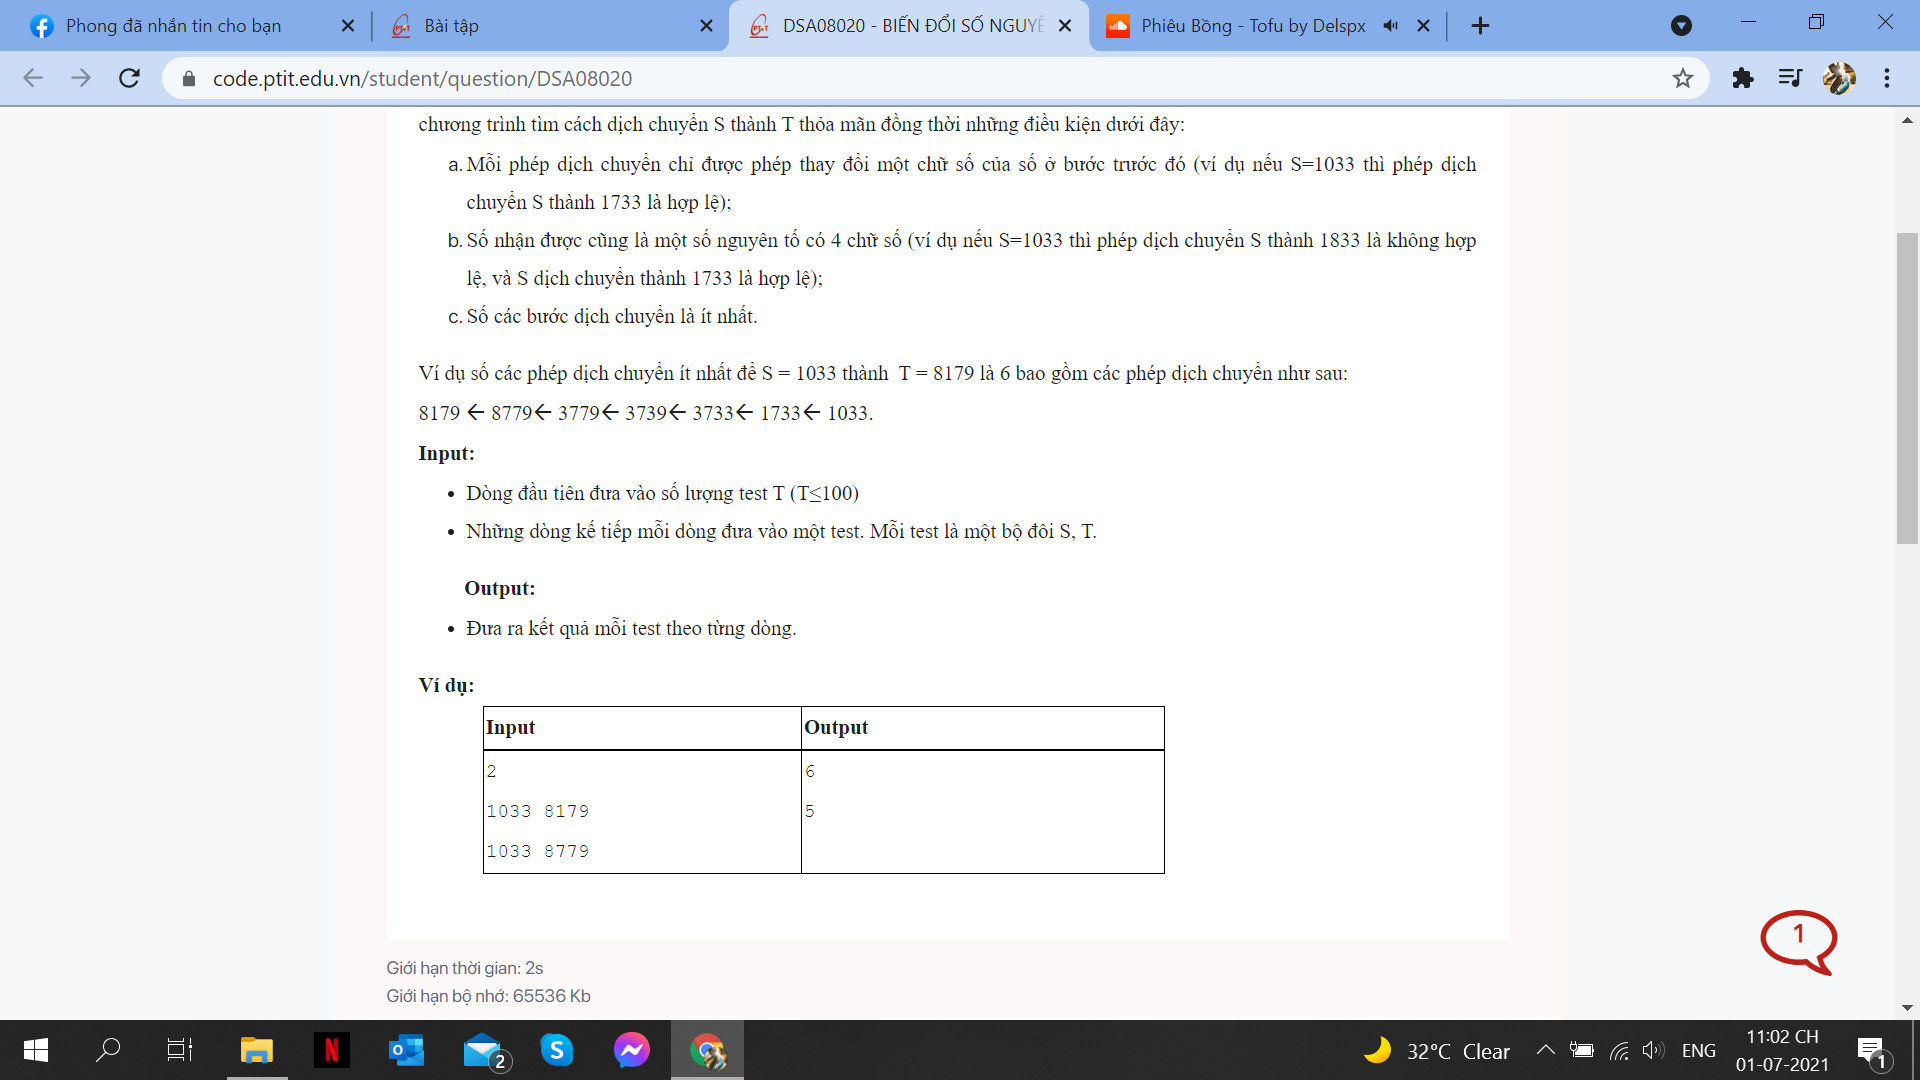 Phong đã nhắn tin cho bạn
Bài tập
DSA08020 - BIẾN ĐỔI SỐ NGUYÊ
Phiêu Bồng - Tofu by Delspx
code.ptit.edu.vn/student/question/DSA08020
chương trình tìm cách dịch chuyển S thành T thỏa mãn đồng thời những điều kiện dưới đây:
a. Mỗi phép dịch chuyển chỉ được phép thay đổi một chữ số của số ở bước trước đó (ví dụ nếu S=1033 thì phép dịch
chuyển S thành 1733 là hợp lệ);
b. Số nhận được cũng là một số nguyên tố có 4 chữ số (ví dụ nếu S=1033 thì phép dịch chuyển S thành 1833 là không hợp
lệ, và S dịch chuyển thành 1733 là hợp lệ);
c. Số các bước dịch chuyển là ít nhất.
Ví dụ số các phép dịch chuyển ít nhất để S = 1033 thành  T = 8179 là 6 bao gồm các phép dịch chuyển như sau:
8179 ← 8779← 3779← 3739← 3733← 1733← 1033.
Input:
• Dòng đầu tiên đưa vào số lượng test T (T≤100)
• Những dòng kế tiếp mỗi dòng đưa vào một test. Mỗi test là một bộ đôi S, T.
Output:
• Đưa ra kết quả mỗi test theo từng dòng.
Ví dụ:
Input Output
2 6
1033 8179 5
1033 8779
1
Giới hạn thời gian: 2s
Giới hạn bộ nhớ: 65536 Kb
N
2
S
32°C Clear
ENG
11:02 CH
01-07-2021
1